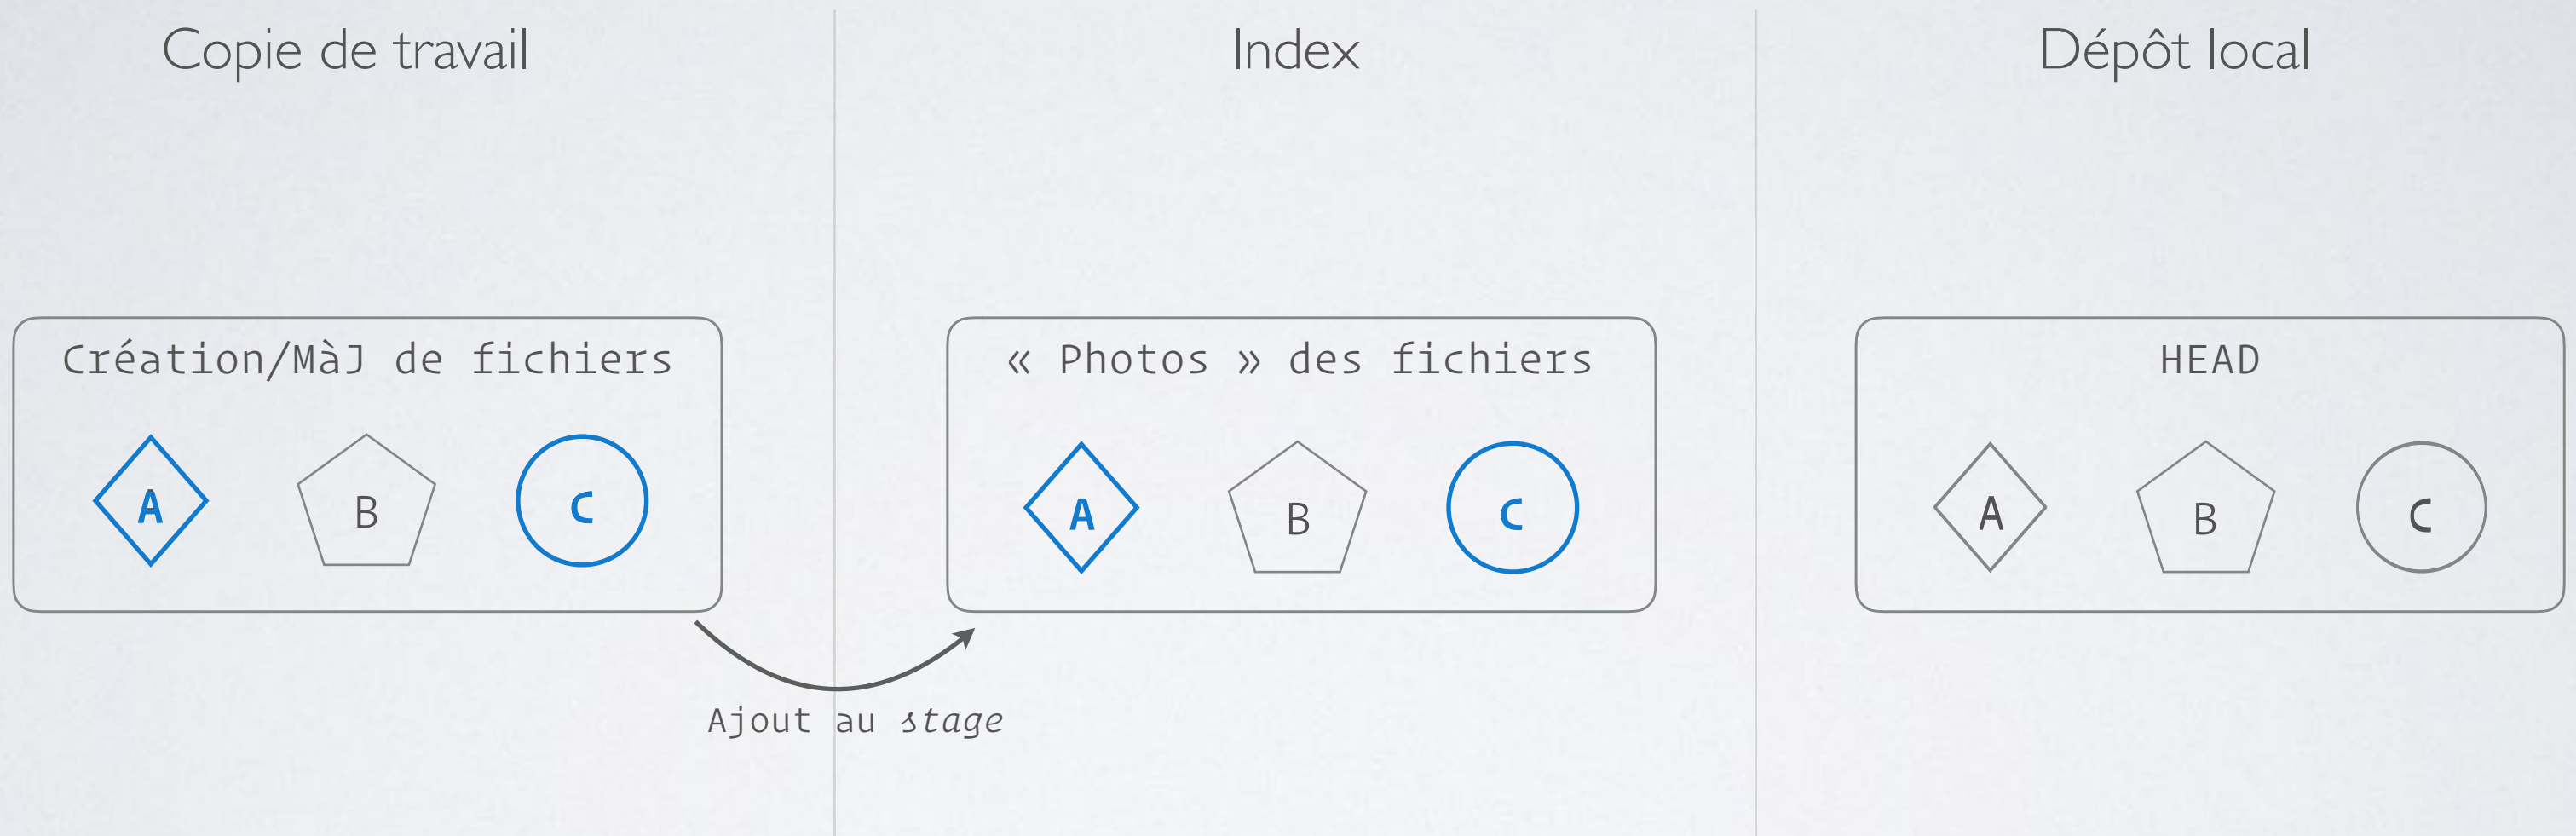 Copie de travail
Index
Dépôt local
Création/MàJ de fichiers
A
B
C
« Photos » des fichiers
A
B
C
HEAD
A
B
C
Ajout au stage